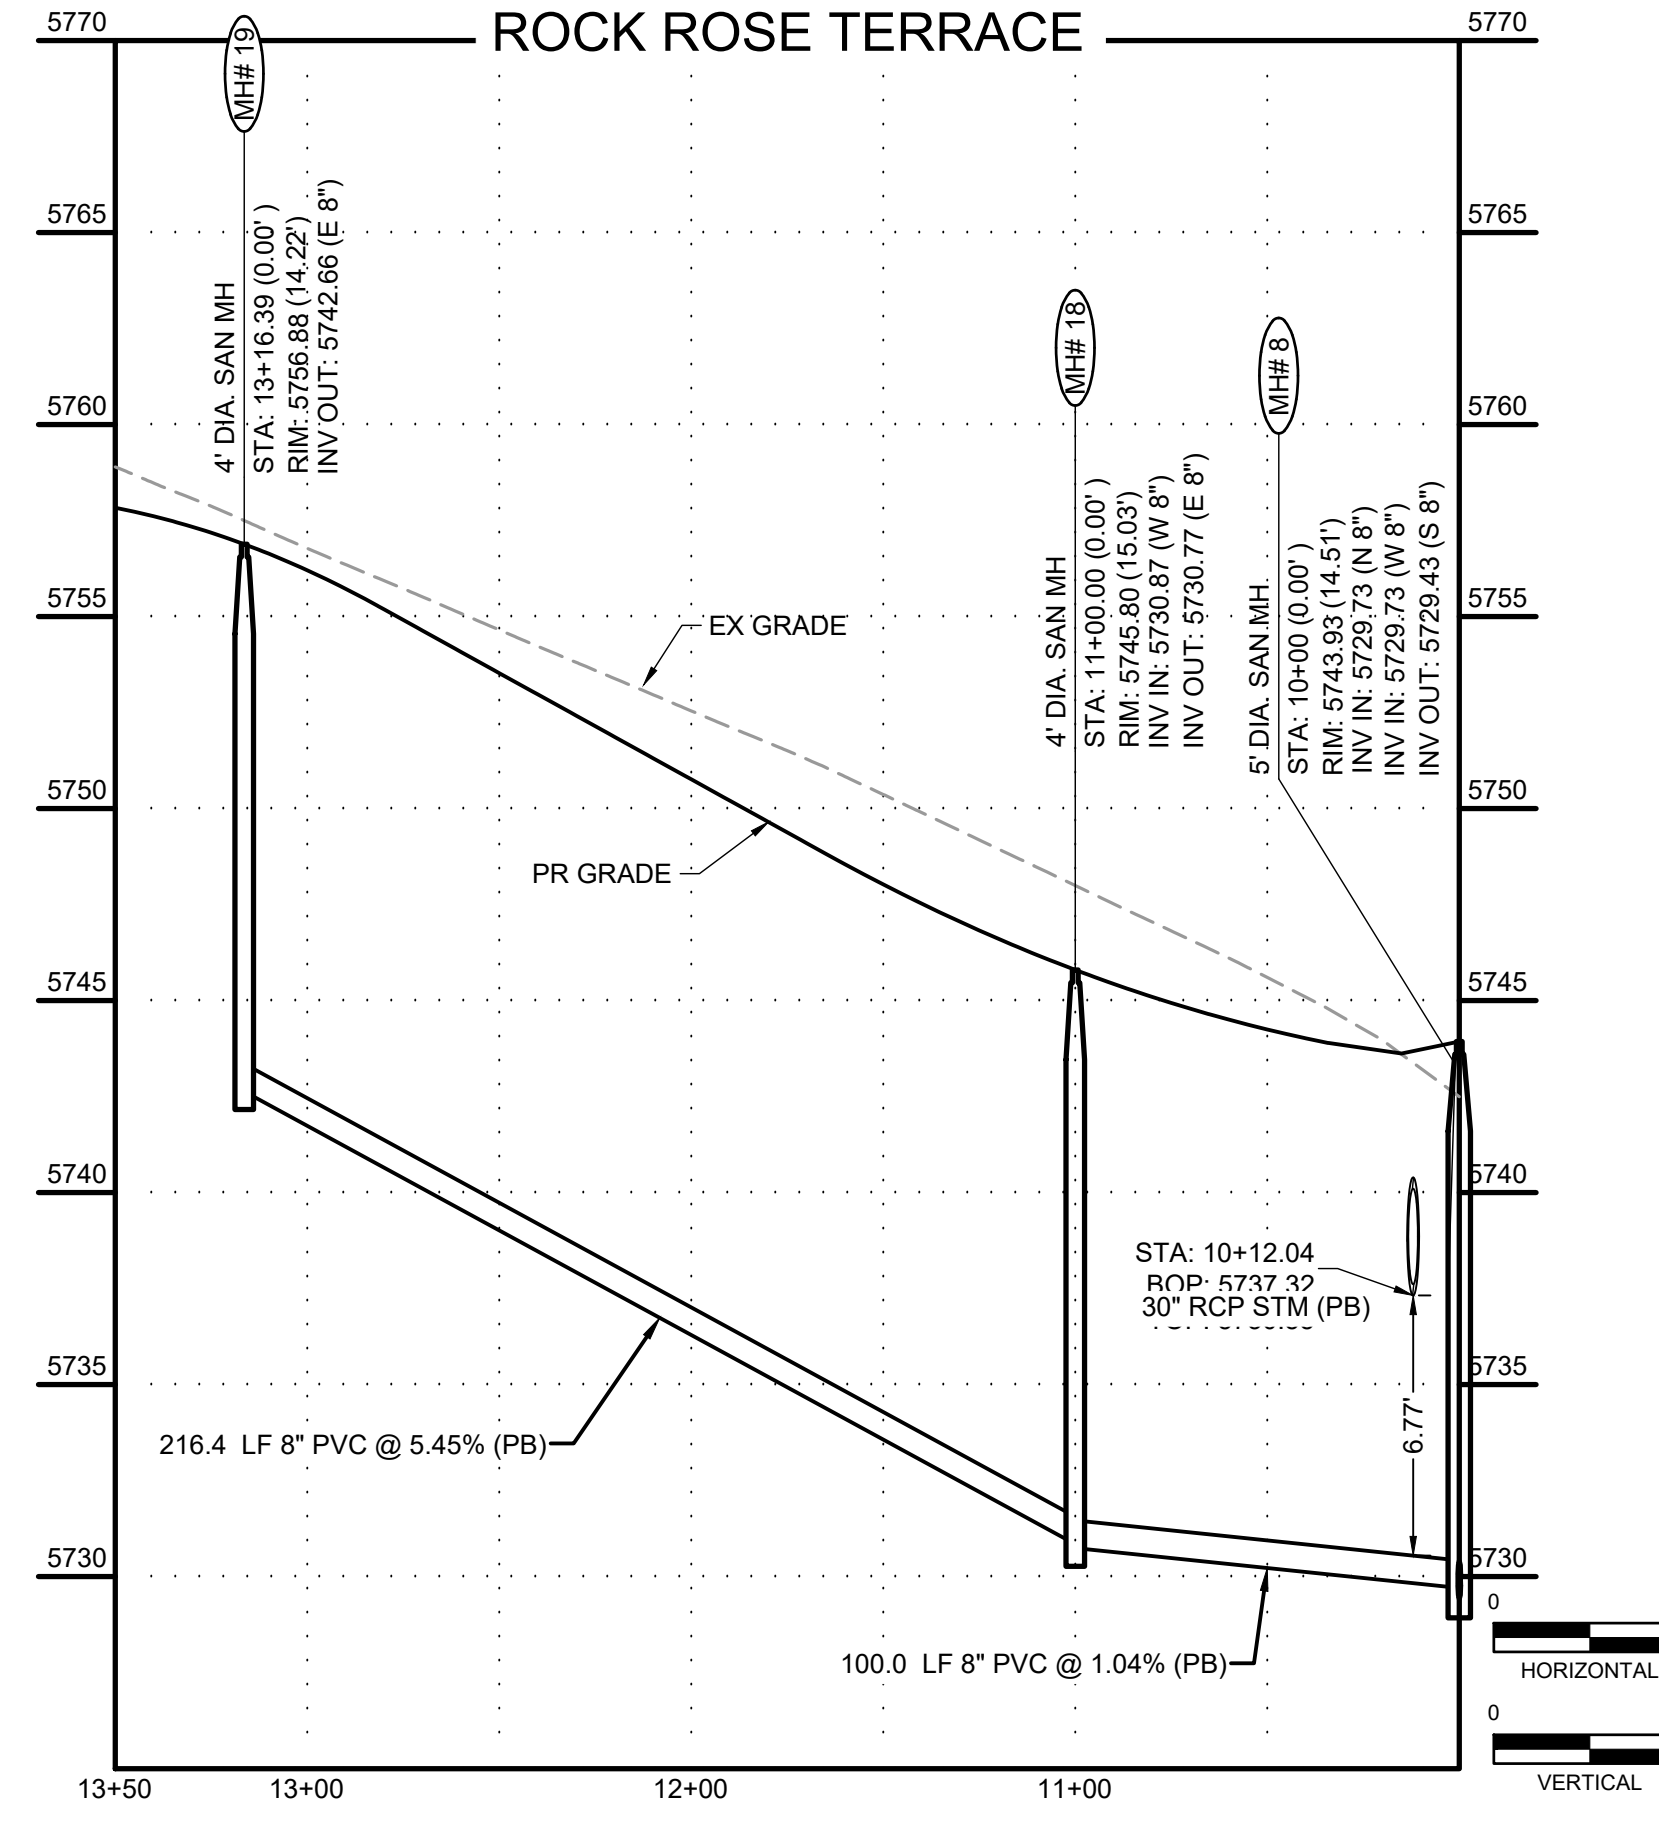 ROCK ROSE TERRACE
5770
5770
MH# 19
4' DIA. SAN MH
STA: 13+16.39 (0.00' )
RIM: 5756.88 (14.22')
INV OUT: 5742.66 (E 8")
5765
5765
MH# 18
4' DIA. SAN MH
STA: 11+00.00 (0.00' )
RIM: 5745.80 (15.03')
INV IN: 5730.87 (W 8")
INV OUT: 5730.77 (E 8")
MH# 8
5' DIA. SAN MH
STA: 10+00 (0.00' )
RIM: 5743.93 (14.51')
INV IN: 5729.73 (N 8")
INV IN: 5729.73 (W 8")
INV OUT: 5729.43 (S 8")
5760
5760
5755
5755
EX GRADE
5750
5750
PR GRADE
5745
5745
5740
5740
STA: 10+12.04
BOP: 5737.32
30" RCP STM (PB)
5735
5735
6.77'
216.4 LF 8" PVC @ 5.45% (PB)
5730
5730
100.0 LF 8" PVC @ 1.04% (PB)
0
HORIZONTAL
0
VERTICAL
13+50
13+00
12+00
11+00